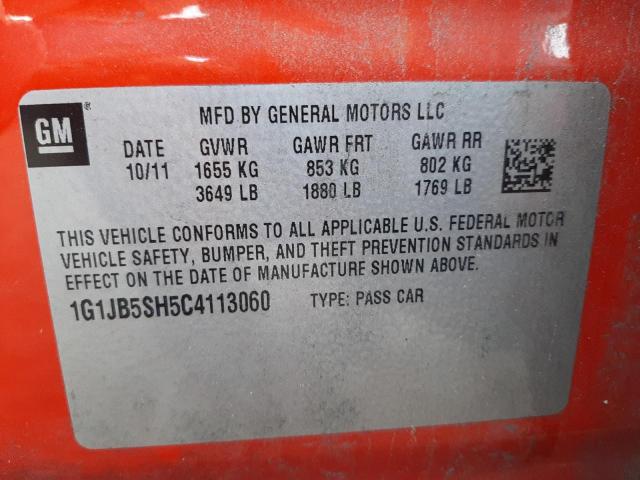 GM ®
MFD BY GENERAL MOTORS LLC
DATE GVWR GAWR FRT GAWR RR
10/11 1655 KG 853 KG 802 KG
3649 LB 1880 LB 1769 LB
THIS VEHICLE CONFORMS TO ALL APPLICABLE U.S. FEDERAL MOTOR
VEHICLE SAFETY, BUMPER, AND THEFT PREVENTION STANDARDS IN
EFFECT ON THE DATE OF MANUFACTURE SHOWN ABOVE.
1G1JB5SH5C4113060 TYPE: PASS CAR